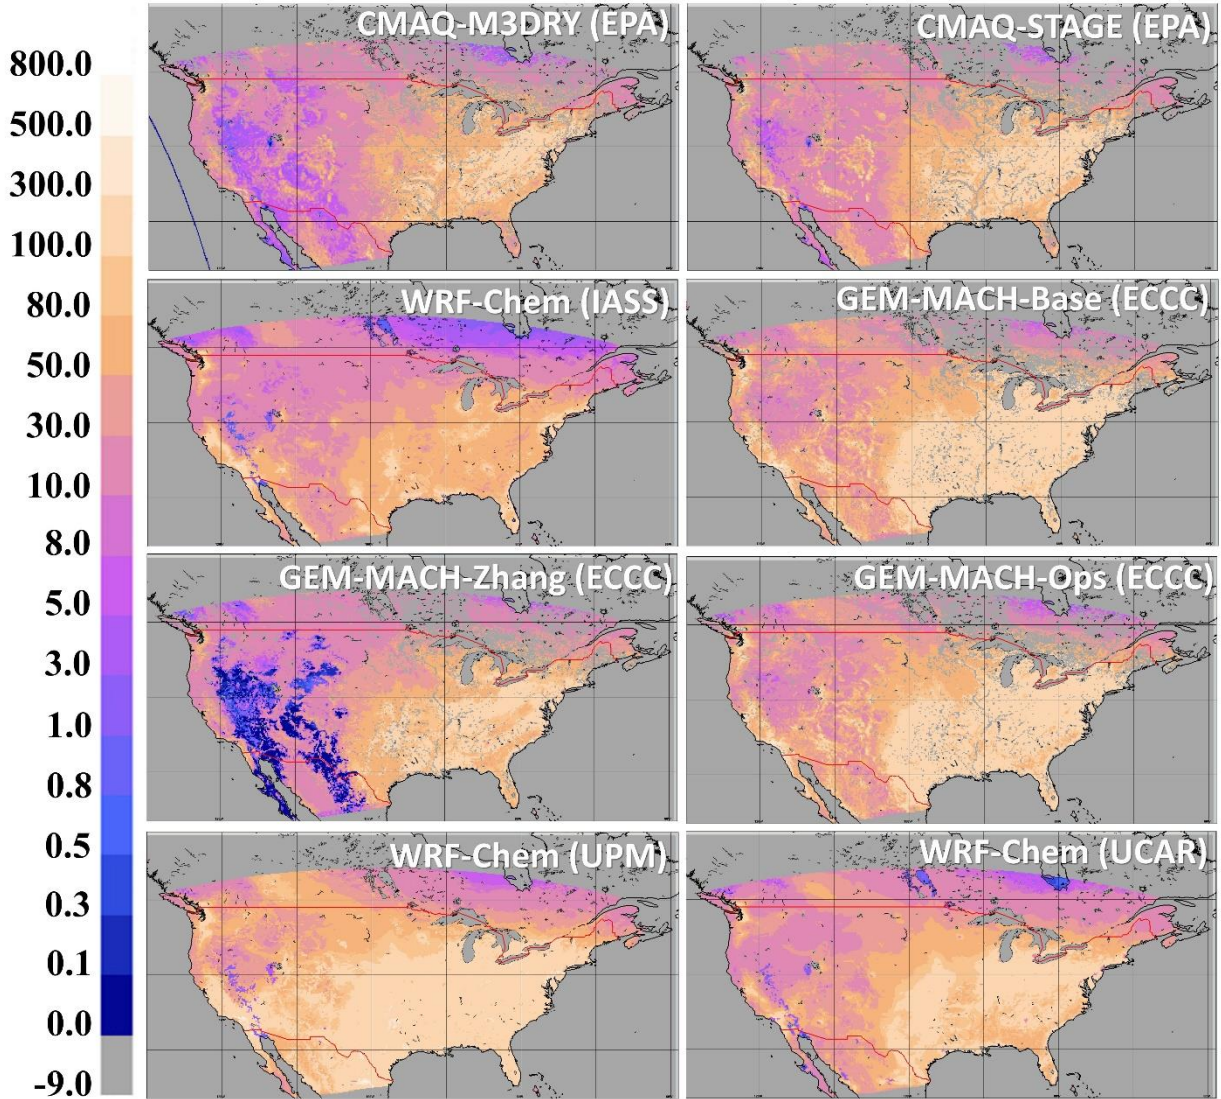 800.0
500.0
300.0
100.0
80.0
50.0
30.0
10.0
8.0
5.0
3.0
1.0
0.8
0.5
0.3
0.1
0.0
-9.0
CMAQ-M3DRY (EPA)
CMAQ-STAGE (EPA)
WRF-Chem (IASS)
GEM-MACH-Base (ECCC)
GEM-MACH-Zhang (ECCC)
GEM-MACH-Ops (ECCC)
WRF-Chem (UPM)
WRF-Chem (UCAR)